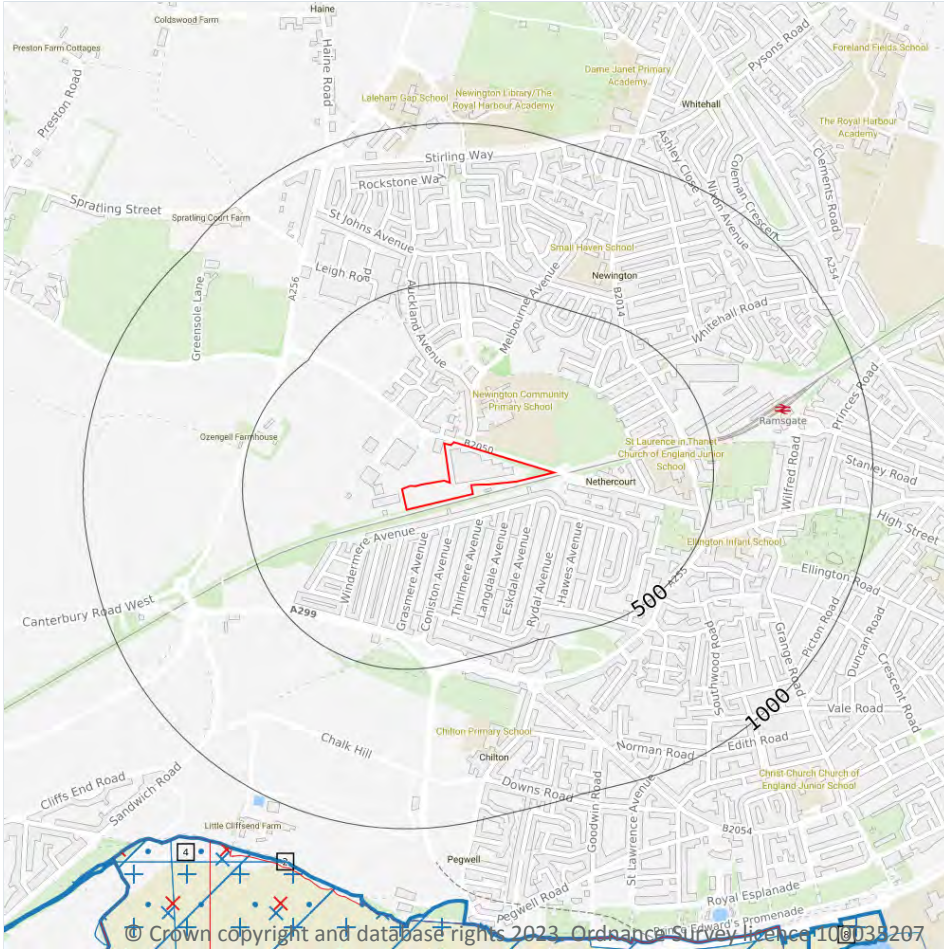 Haine
Coldswood Farm
Pysons Road
Preston Farm Cottages
Haine Road
Foreland Fields School
Dame Janet Primary
Academy
Preston Road
Laleham Gap School
Newington Library/The
Royal Harbour Academy
Whitehall
The Royal Harbour
Academy
Stirling Way
Ashley Close
Coleman Crescent
Clements Road
Rockstone Way
Nixon Avenue
Spratling Street
Spratling Court Farm
St Johns Avenue
Small Haven School
Leigh Road
Newington
A254
A256
Greensole Lane
Auckland Avenue
Melbourne Avenue
B2014
Whitehall Road
Princes Road
Newington Community
Primary School
Ramsgate
Ozengell Farmhouse
B2050
St Laurence in Thanet
Church of England Junior
School
Stanley Road
Nethercourt
Wilfred Road
High Street
Windermere Avenue
Ellington Infant School
Grasmere Avenue
Coniston Avenue
Thirlmere Avenue
Langdale Avenue
Eskdale Avenue
Rydal Avenue
Hawes Avenue
Ellington Road
A255
500
Canterbury Road West
A299
Picton Road
Duncan Road
Southwood Road
Grange Road
Crescent Road
1000
Vale Road
Chilton Primary School
Chalk Hill
Norman Road
Edith Road
Chilton
Cliffs End Road
Sandwich Road
Downs Road
Christ Church Church of
England Junior School
Goodwin Road
St Lawrence Avenue
Little Cliffsend Farm
B2054
4
2
Pegwell
Pegwell Road
Royal Esplanade
Prince Edward's Promenade
© Crown copyright and database rights 2023. Ordnance Survey licence 100035207
8